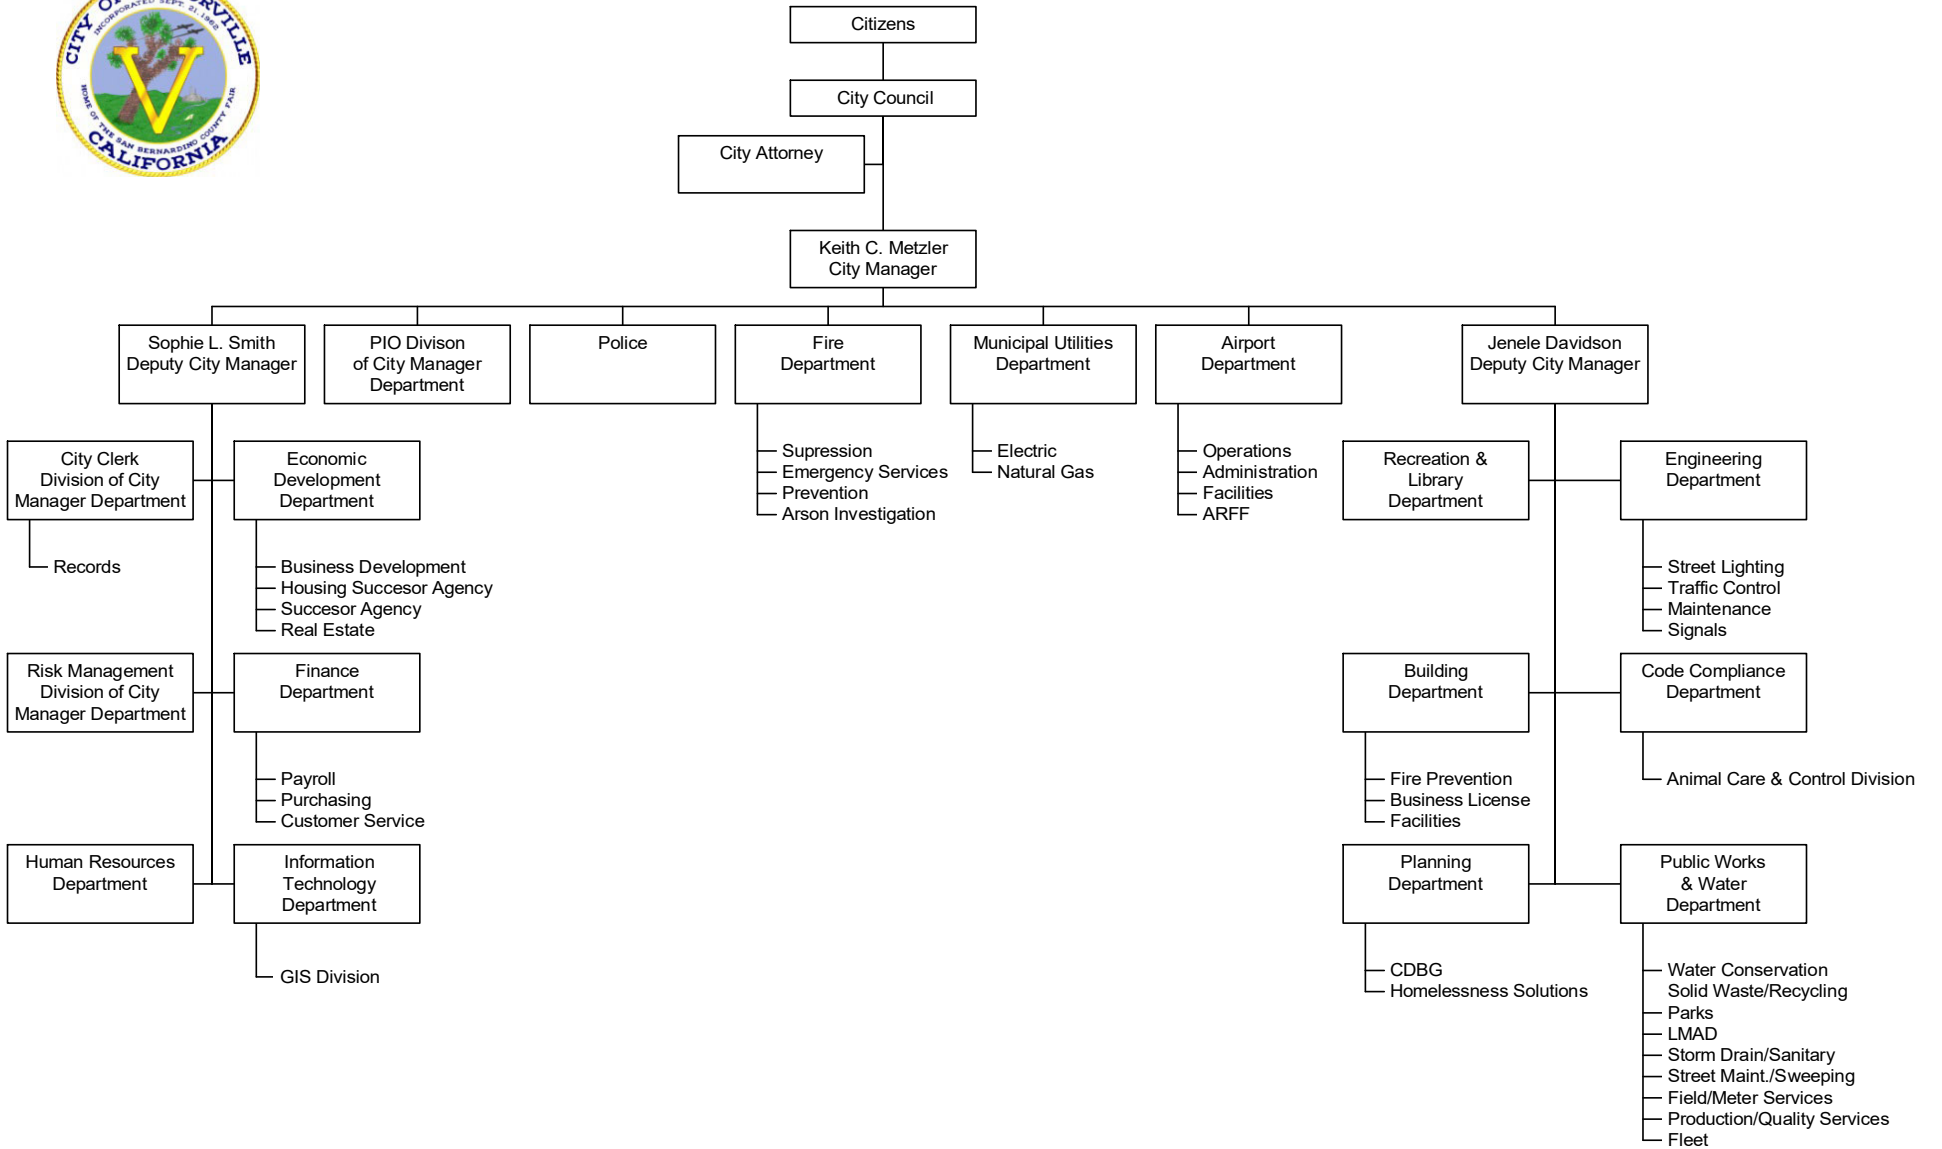 CITY OF
RVILLE
INCORPORATED SEPT. 21, 1962
V
HOME OF THE SAN BERNARDINO COUNTY FAIR
CALIFORNIA
Citizens
City Council
City Attorney
Keith C. Metzler
City Manager
Sophie L. Smith
Deputy City Manager
PIO Divison
of City Manager
Department
Police
Fire
Department
Municipal Utilities
Department
Airport
Department
Jenele Davidson
Deputy City Manager
City Clerk
Division of City
Manager Department
Records
Economic
Development
Department
Business Development
Housing Succesor Agency
Succesor Agency
Real Estate
Risk Management
Division of City
Manager Department
Finance
Department
Payroll
Purchasing
Customer Service
Human Resources
Department
Information
Technology
Department
GIS Division
Supression
Emergency Services
Prevention
Arson Investigation
Electric
Natural Gas
Operations
Administration
Facilities
ARFF
Recreation &
Library
Department
Engineering
Department
Street Lighting
Traffic Control
Maintenance
Signals
Building
Department
Fire Prevention
Business License
Facilities
Code Compliance
Department
Animal Care & Control Division
Planning
Department
CDBG
Homelessness Solutions
Public Works
& Water
Department
Water Conservation
Solid Waste/Recycling
Parks
LMAD
Storm Drain/Sanitary
Street Maint./Sweeping
Field/Meter Services
Production/Quality Services
Fleet